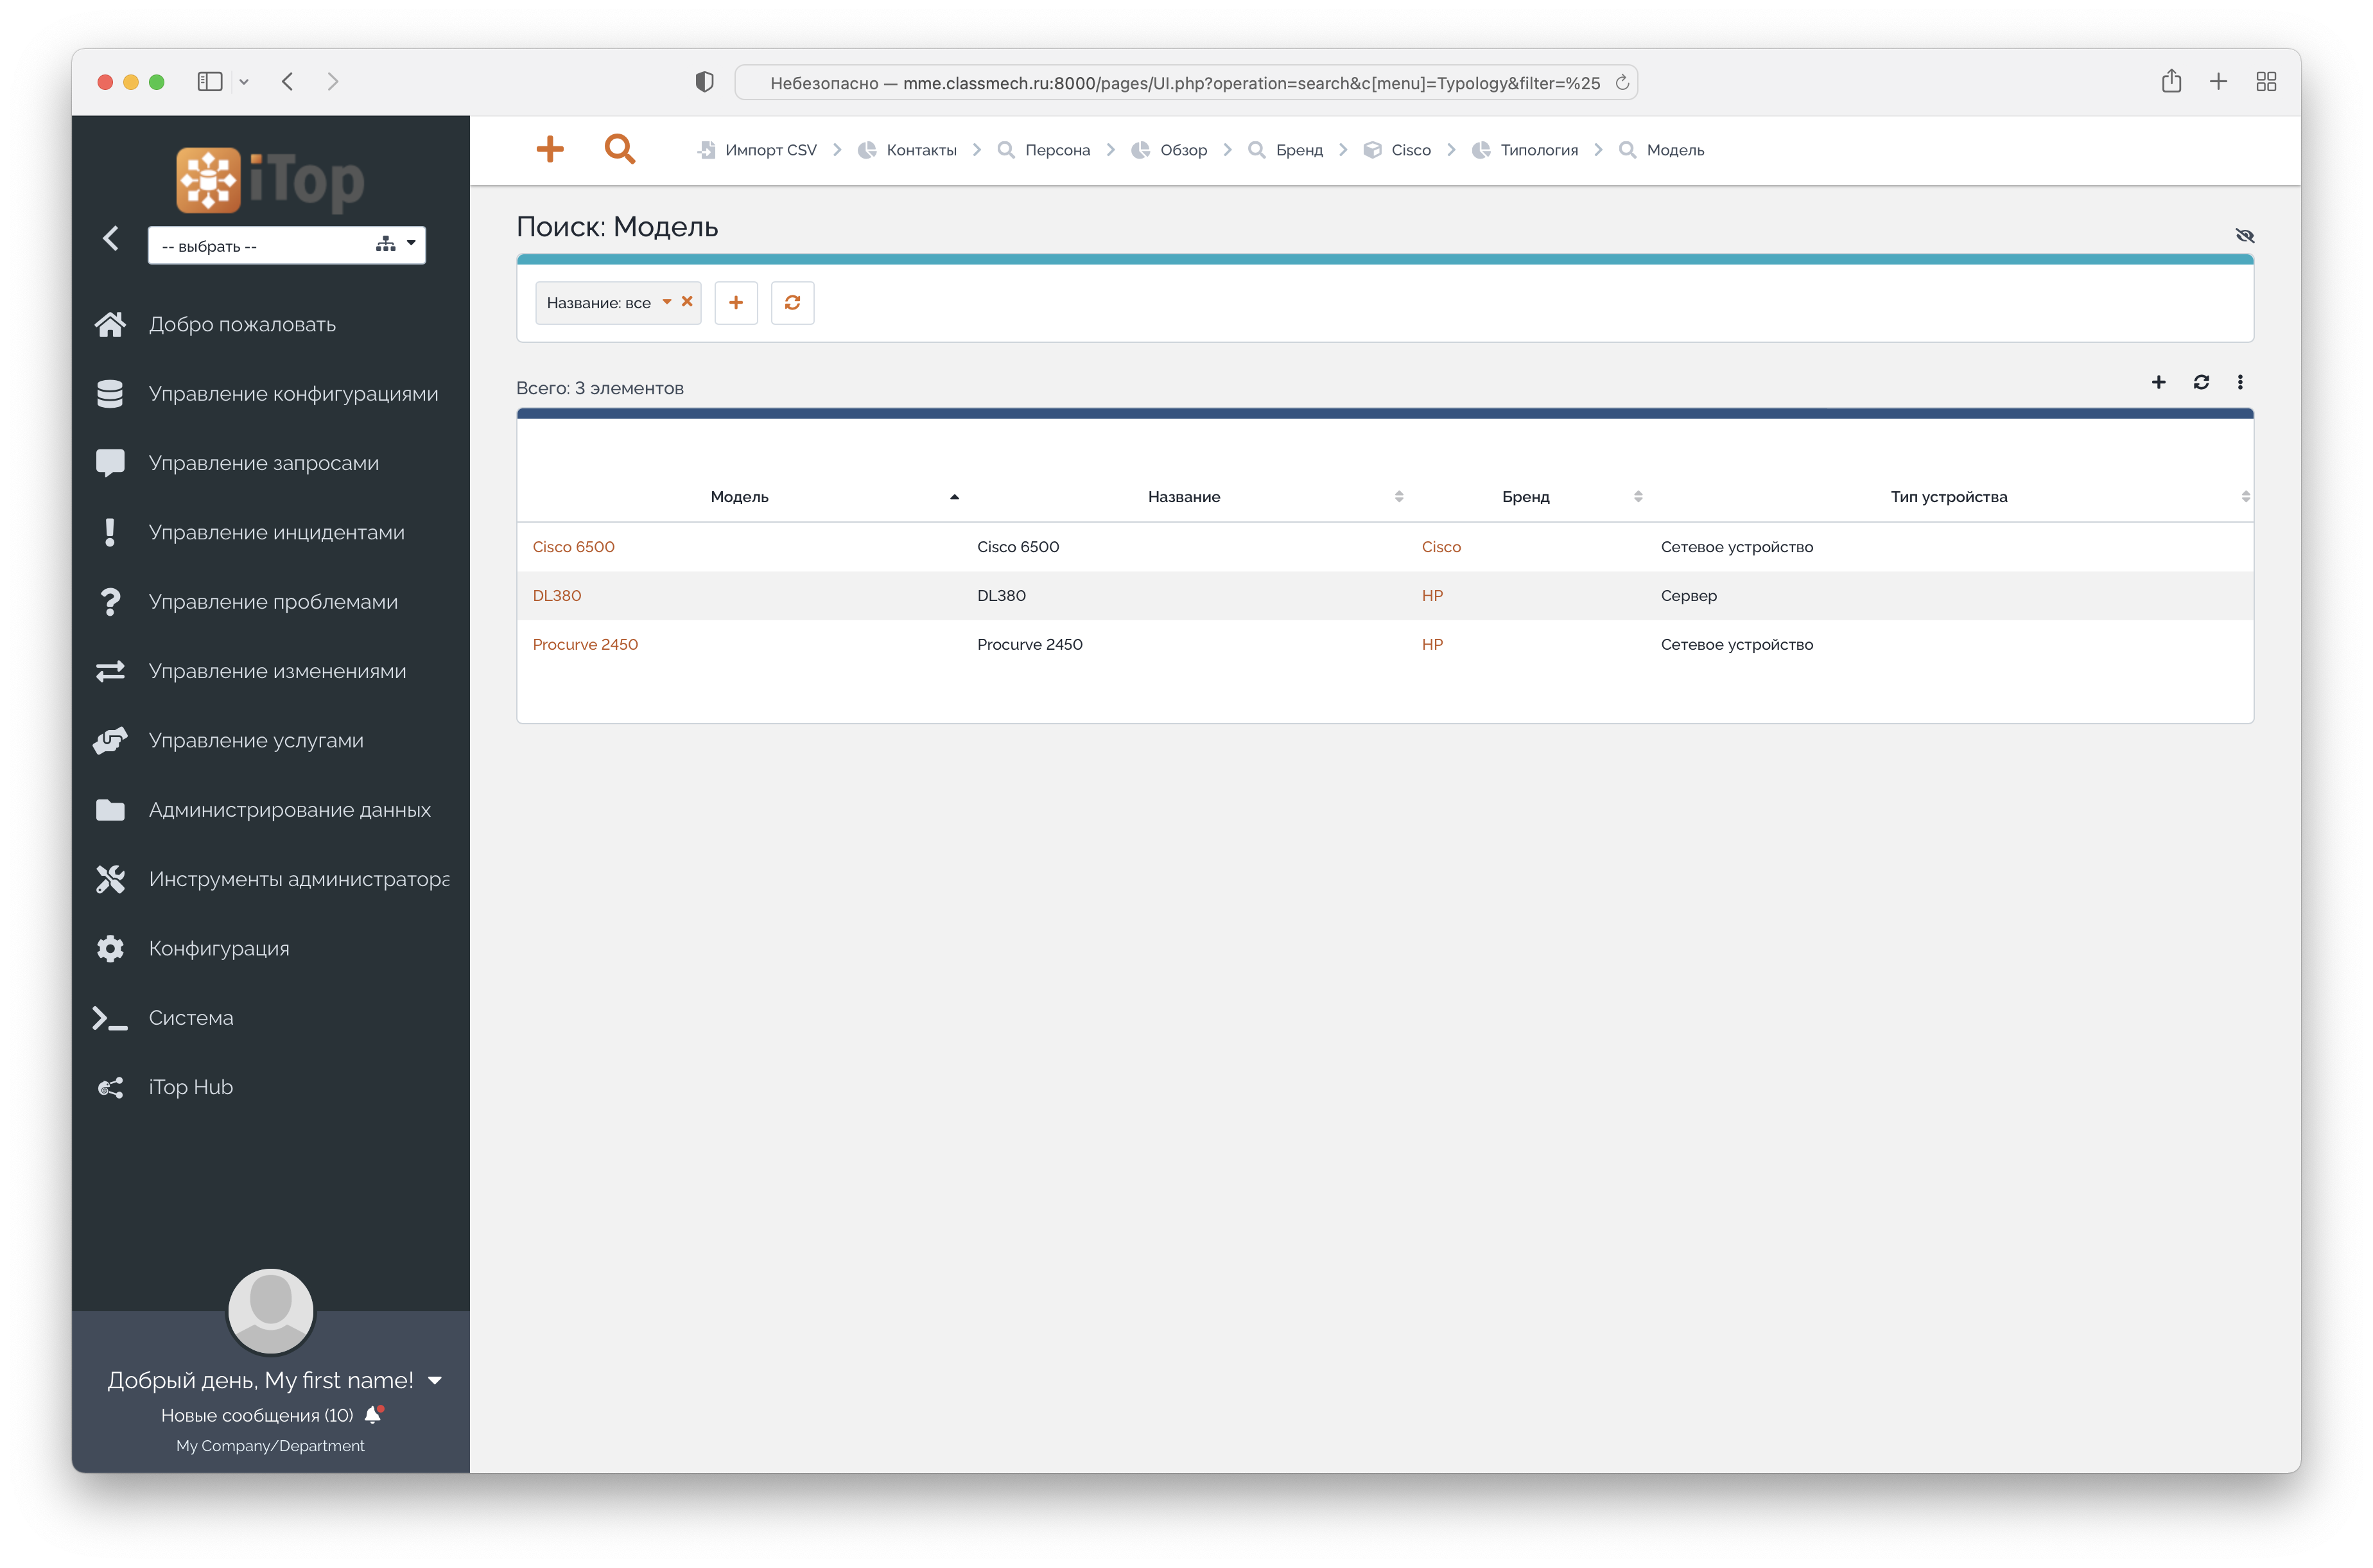 Небезопасно — mme.classmech.ru:8000/pages/UI.php?operation=search&c[menu]=Typology&filter=%25
iTop
-- выбрать --
Добро пожаловать
Управление конфигурациями
Управление запросами
Управление инцидентами
Управление проблемами
Управление изменениями
Управление услугами
Администрирование данных
Инструменты администратора
Конфигурация
Система
iTop Hub
Добрый день, My first name!
Новые сообщения (10)
My Company/Department
Импорт CSV Контакты Персона Обзор Бренд Cisco Типология Модель
Поиск: Модель
Название: все
Всего: 3 элементов
Модель Название Бренд Тип устройства
Cisco 6500 Cisco 6500 Cisco Сетевое устройство
DL380 DL380 HP Сервер
Procurve 2450 Procurve 2450 HP Сетевое устройство